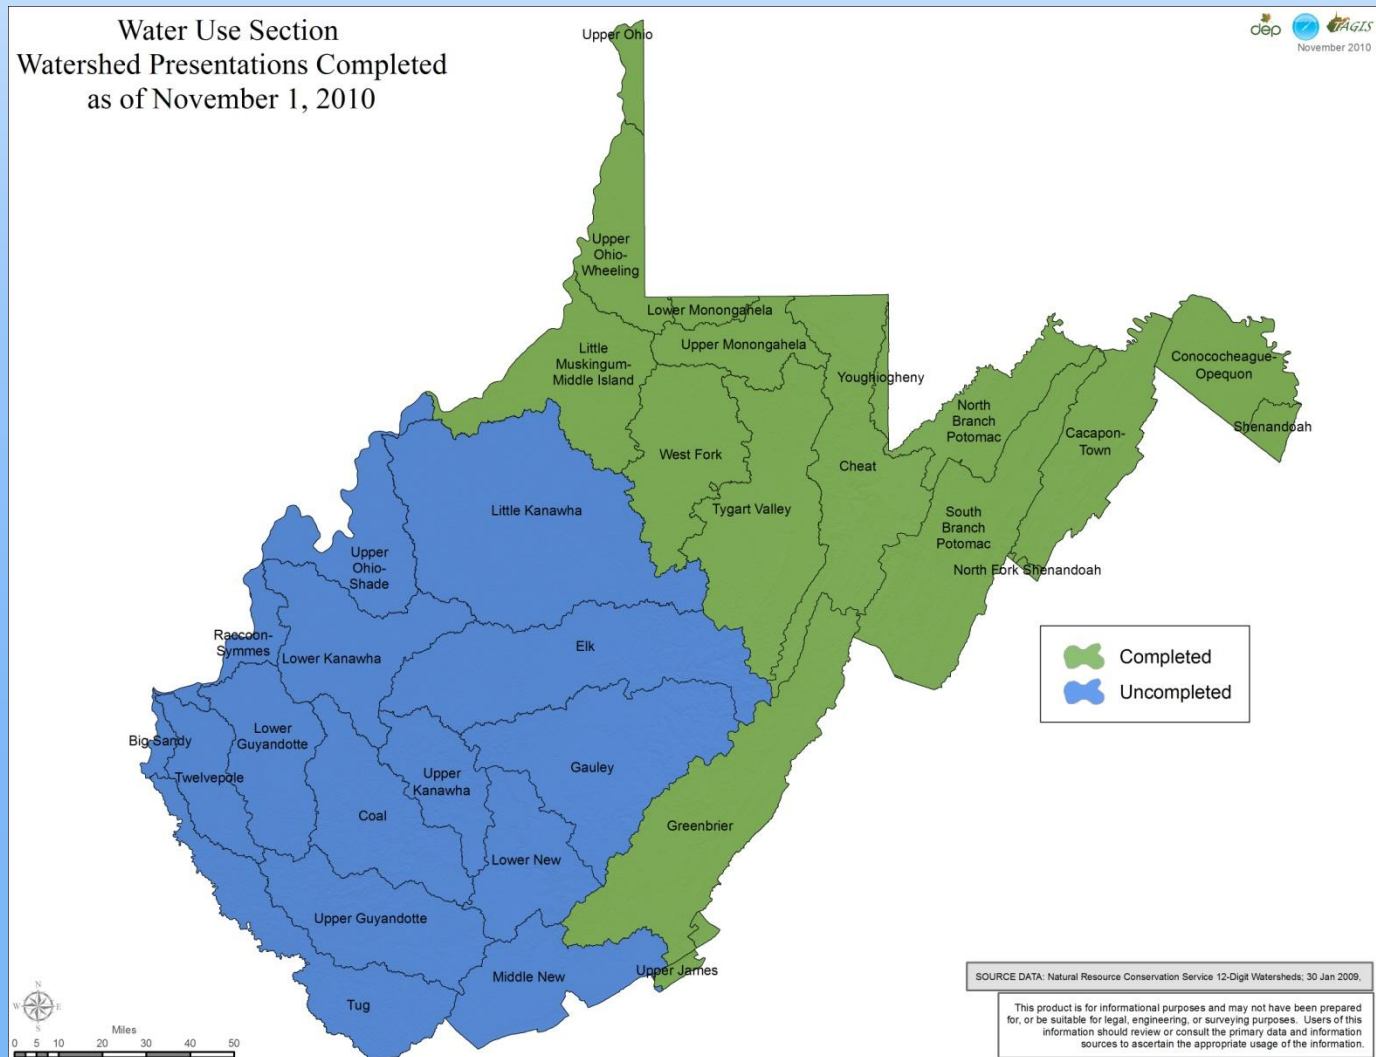 Water Use Section
Watershed Presentations Completed
as of November 1, 2010
dep
TAGIS
November 2010
Upper Ohio
Upper
Ohio-
Wheeling
Lower Monongahela
Upper Monongahela
Little
Muskingum-
Middle Island
Youghiogheny
Conococheague-
Opequon
North
Branch
Potomac
Shenandoah
Cacapon-
Town
West Fork
Cheat
Tygart Valley
Little Kanawha
South
Branch
Potomac
Upper
Ohio-
Shade
North Fork Shenandoah
Raccoon-
Symmes
Lower Kanawha
Elk
Completed
Uncompleted
Big Sandy
Lower
Guyandotte
Twelvepole
Upper
Kanawha
Gauley
Coal
Greenbrier
Lower New
Upper Guyandotte
Middle New
Upper James
Tug
SOURCE DATA: Natural Resource Conservation Service 12-Digit Watersheds; 30 Jan 2009.
This product is for informational purposes and may not have been prepared
for, or be suitable for legal, engineering, or surveying purposes. Users of this
information should review or consult the primary data and information
sources to ascertain the appropriate usage of the information.
N
W E
S
Miles
0 5 10 20 30 40 50